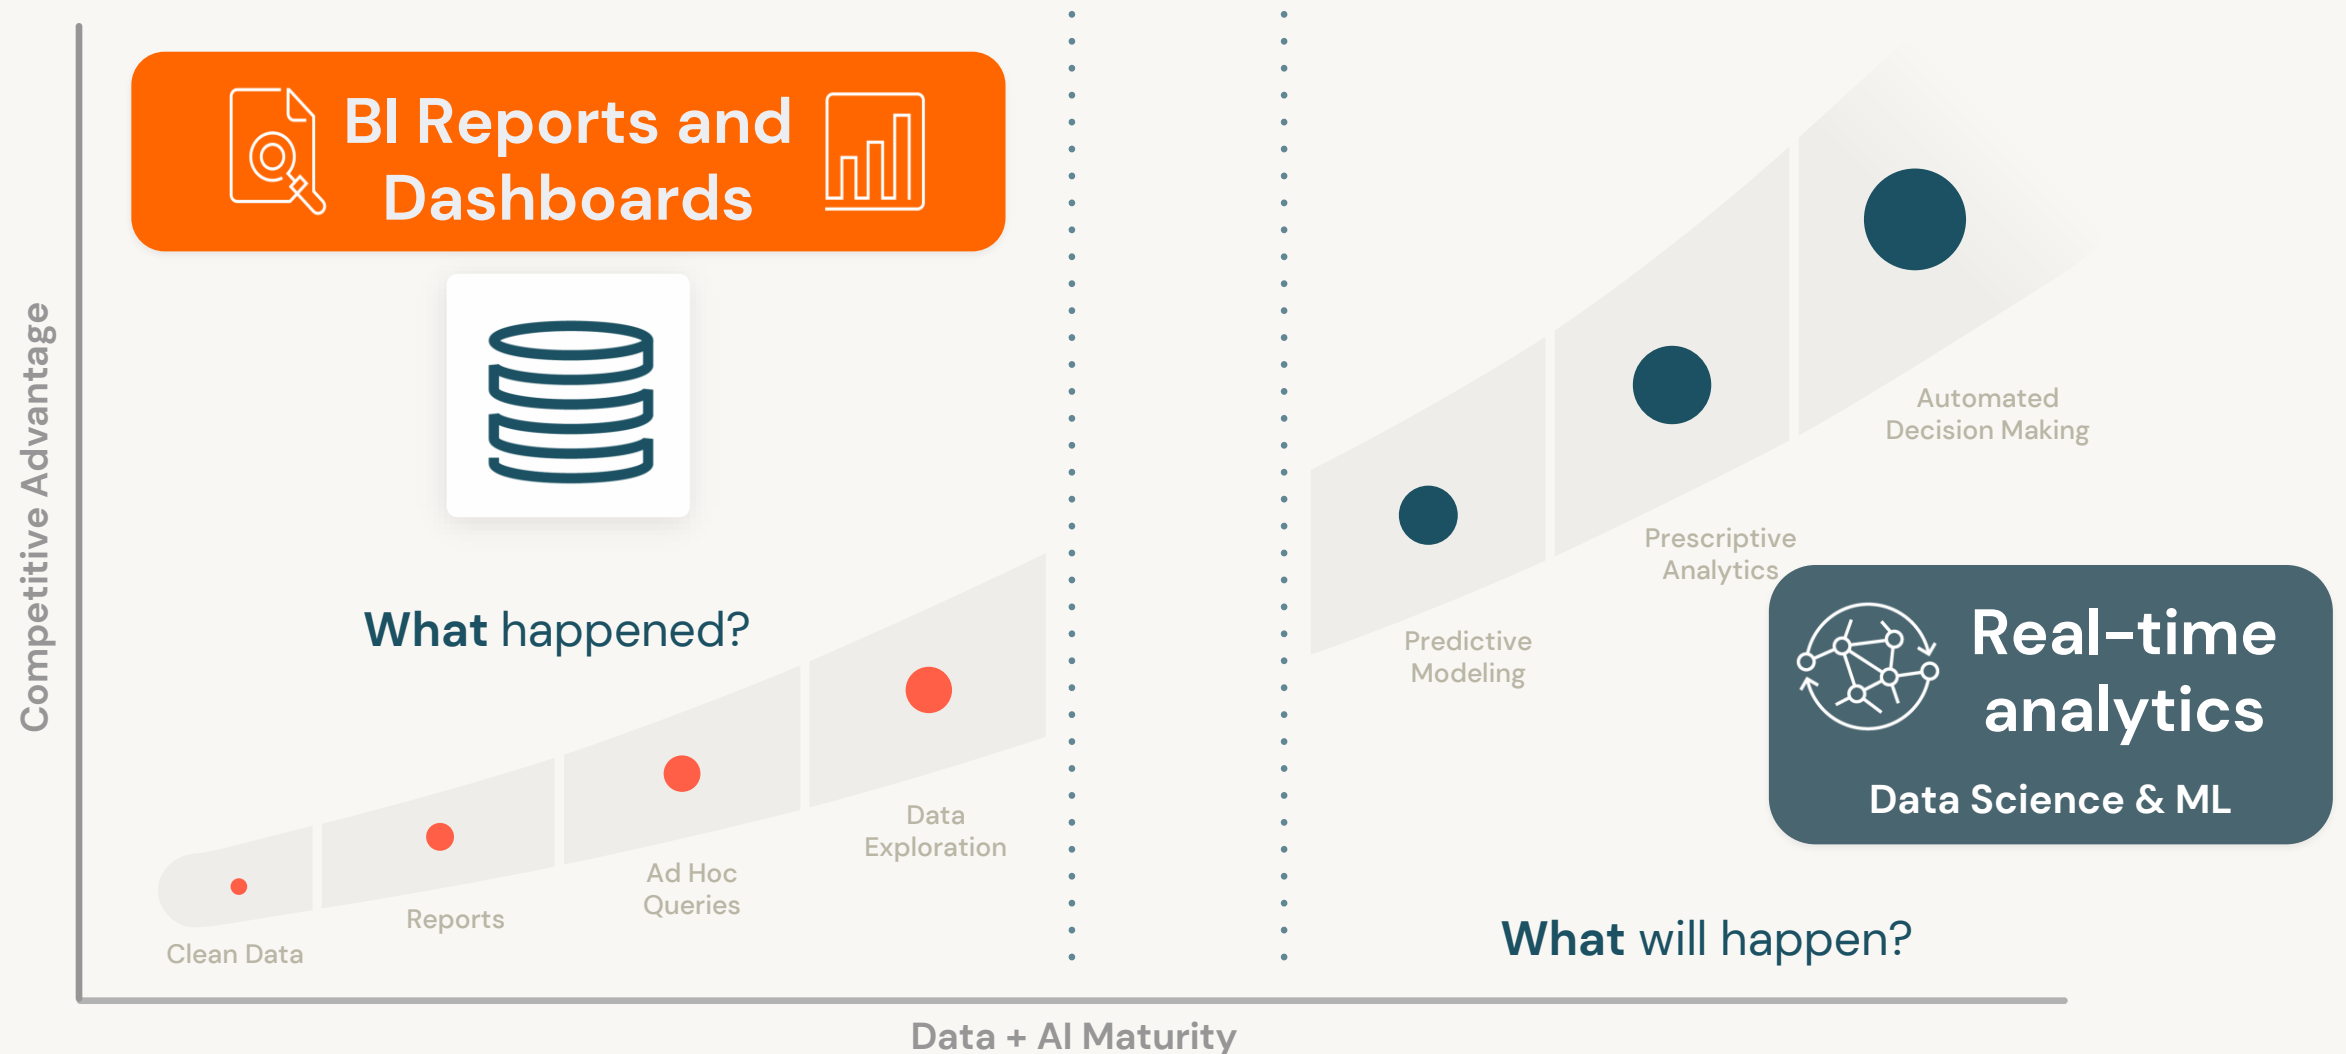 BI Reports and
Dashboards
What happened?
Competitive Advantage
Clean Data
Reports
Ad Hoc
Queries
Data
Exploration
Predictive
Modeling
Prescriptive
Analytics
Automated
Decision Making
Real-time
analytics
Data Science & ML
What will happen?
Data + AI Maturity